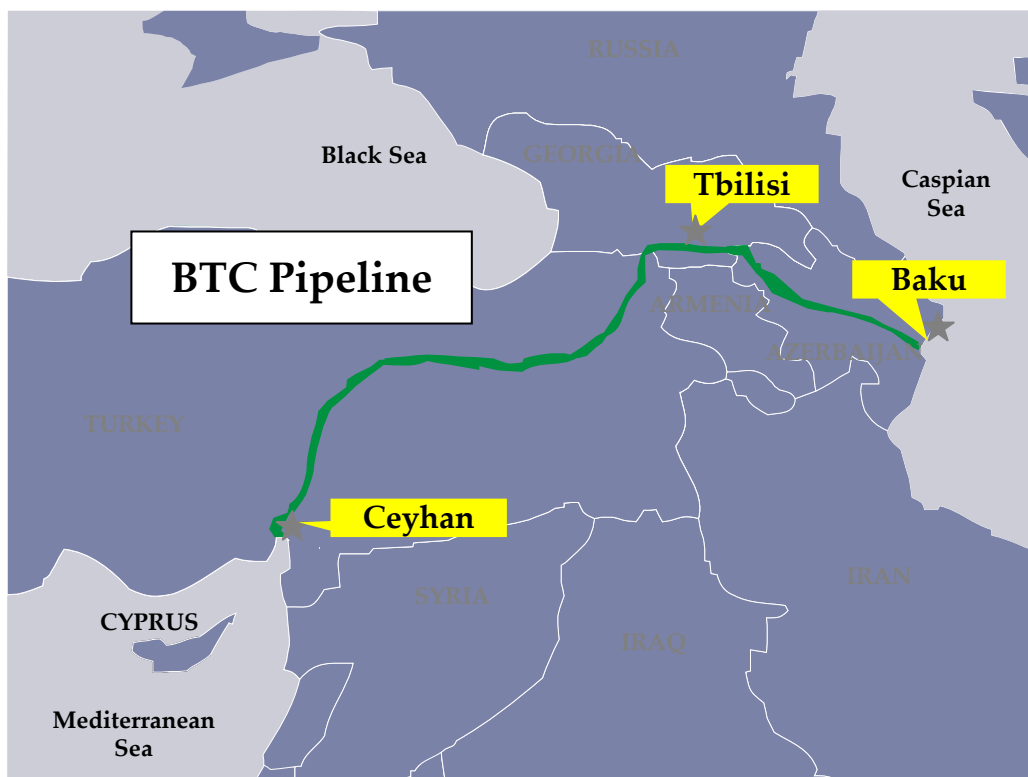 RUSSIA
Black Sea
GEORGIA
Tbilisi
Caspian
Sea
BTC Pipeline
Baku
ARMENIA
AZERBAIJAN
TURKEY
Ceyhan
IRAN
SYRIA
CYPRUS
IRAQ
Mediterranean
Sea